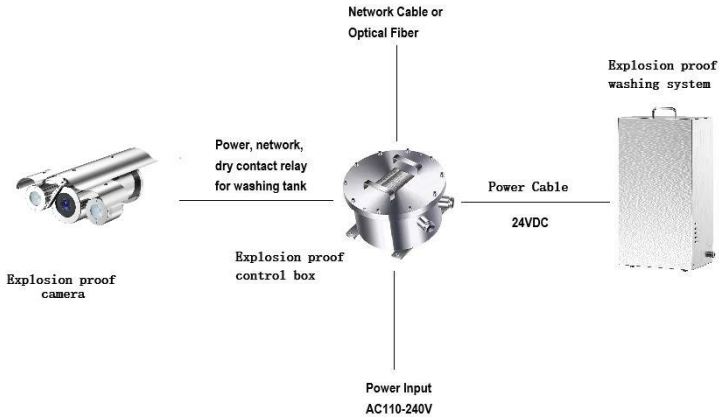 Network Cable or
Optical Fiber
Explosion proof
washing system
Power, network,
dry contact relay
for washing tank
Power Cable
24VDC
Explosion proof
control box
Explosion proof
camera
Power Input
AC110-240V